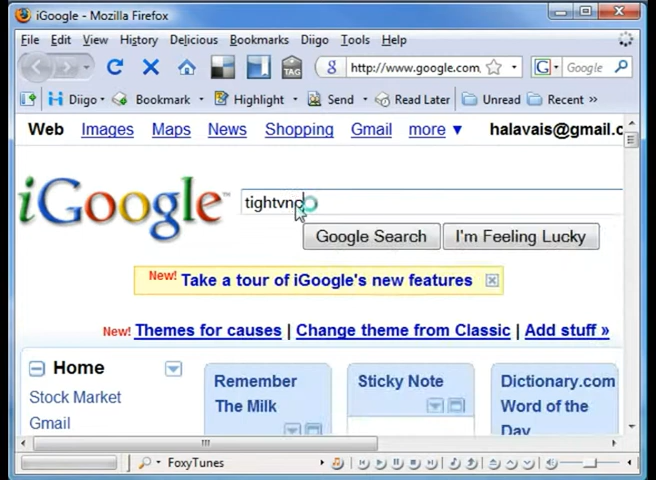 iGoogle - Mozilla Firefox
File Edit View History Delicious Bookmarks Diigo Tools Help
TAG http://www.google.com Google
Diigo Bookmark Highlight Send Read Later Unread Recent »
Web Images Maps News Shopping Gmail more ▼ halavais@gmail.c
iGoogle™ tightvnc
Google Search I'm Feeling Lucky
New! Take a tour of iGoogle's new features
New! Themes for causes | Change theme from Classic | Add stuff »
Home
Stock Market
Gmail
Remember
The Milk
Sticky Note
Dictionary.com
Word of the
Day
FoxyTunes